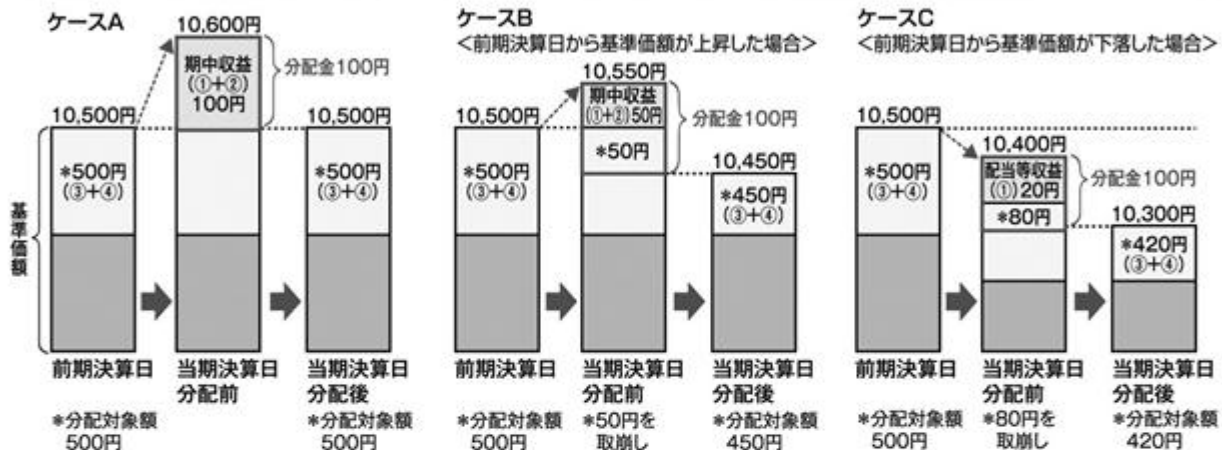 ケースA
10,600円
期中収益
(①+②)
100円
分配金100円
10,500円
10,500円
*500円
(③+④)
*500円
(③+④)
基準価額
前期決算日
当期決算日
分配前
当期決算日
分配後
*分配対象額
500円
*分配対象額
500円
ケースB
<前期決算日から基準価額が上昇した場合>
10,550円
期中収益
(①+②)50円
分配金100円
10,500円
*50円
10,450円
*500円
(③+④)
*450円
(③+④)
前期決算日
当期決算日
分配前
当期決算日
分配後
*分配対象額
500円
*50円を
取崩し
*分配対象額
450円
ケースC
<前期決算日から基準価額が下落した場合>
10,500円
10,400円
配当等収益
(①)20円
分配金100円
*500円
(③+④)
*80円
10,300円
*420円
(③+④)
前期決算日
当期決算日
分配前
当期決算日
分配後
*分配対象額
500円
*80円を
取崩し
*分配対象額
420円